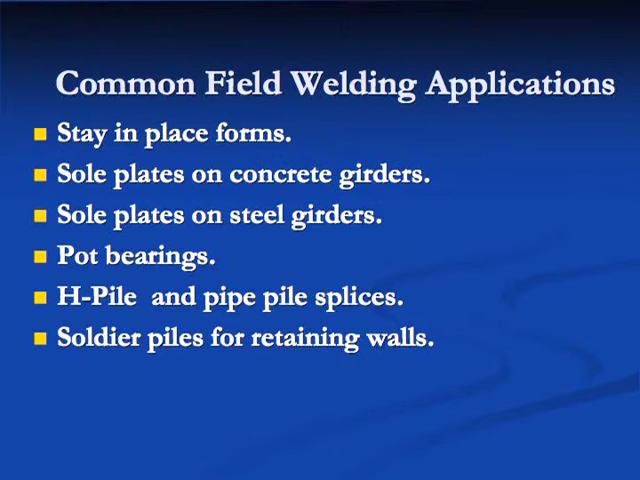 Common Field Welding Applications
Stay in place forms.
Sole plates on concrete girders.
Sole plates on steel girders.
Pot bearings.
H-Pile  and pipe pile splices.
Soldier piles for retaining walls.